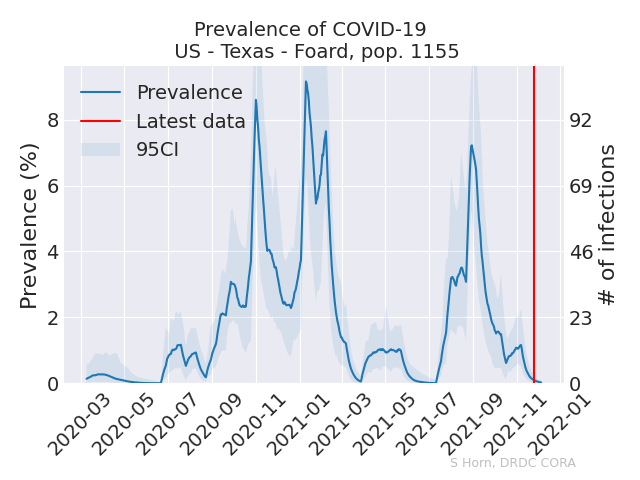 Prevalence of COVID-19
US - Texas - Foard, pop. 1155
Prevalence
Latest data
95CI
Prevalence (%)
8
6
4
2
0
# of infections
92
69
46
23
0
2020-03
2020-05
2020-07
2020-09
2020-11
2021-01
2021-03
2021-05
2021-07
2021-09
2021-11
2022-01
S Horn, DRDC CORA